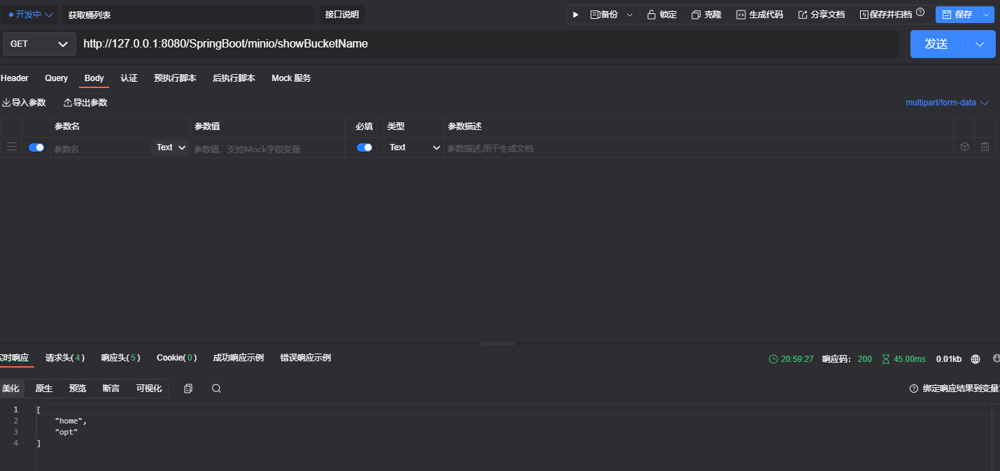 开发中 获取桶列表 接口说明 备份 锁定 克隆 生成代码 分享文档 保存并归档 保存
GET http://127.0.0.1:8080/SpringBoot/minio/showBucketName 发送
Header Query Body 认证 预执行脚本 后执行脚本 Mock 服务
导入参数 导出参数 multipart/form-data
参数名 参数值 必填 类型 参数描述
参数名 Text 参数值，支持Mock字段变量 Text 参数描述,用于生成文档
实时响应 请求头(4) 响应头(5) Cookie(0) 成功响应示例 错误响应示例 20:59:27 响应码： 200 45.00ms 0.01kb
美化 原生 预览 断言 可视化 绑定响应结果到变量
1 [
2 "home",
3 "opt"
4 ]